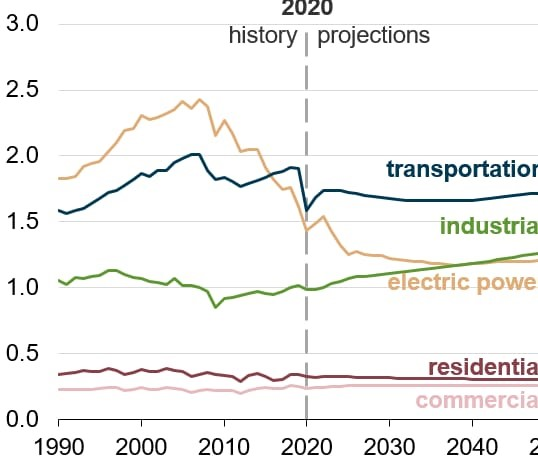 2020
3.0
history projections
2.5
2.0
transportation
1.5
industria
1.0
electric powe
0.5
residentia
commercia
0.0
1990 2000 2010 2020 2030 2040 2